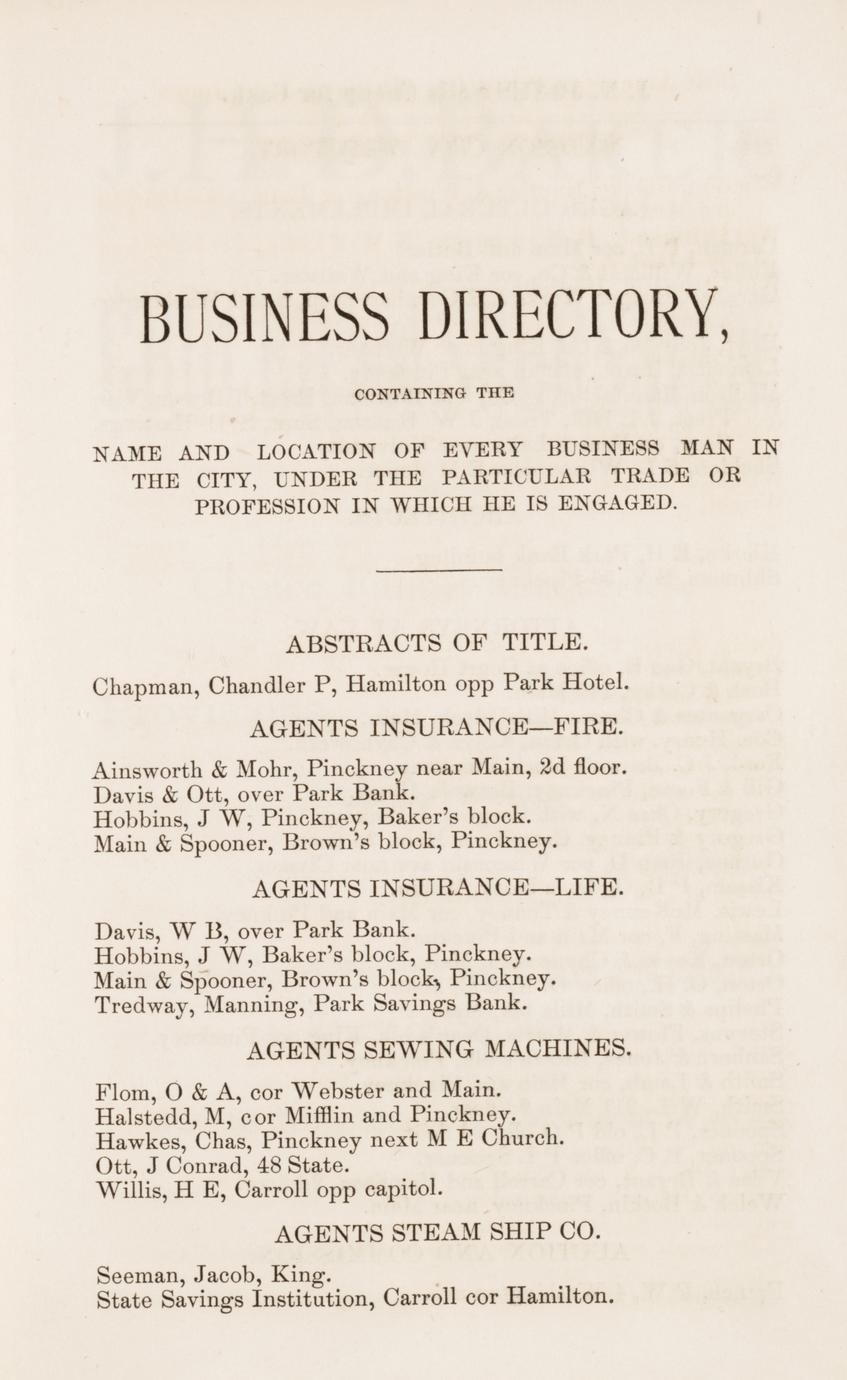 BUSINESS DIRECTORY,
CONTAINING THE
NAME AND LOCATION OF EVERY BUSINESS MAN IN
THE CITY, UNDER THE PARTICULAR TRADE OR
PROFESSION IN WHICH HE IS ENGAGED.
ABSTRACTS OF TITLE.
Chapman, Chandler P, Hamilton opp Park Hotel.
AGENTS INSURANCE—FIRE.
Ainsworth & Mohr, Pinckney near Main, 2d floor.
Davis & Ott, over Park Bank.
Hobbins, J W, Pinckney, Baker's block.
Main & Spooner, Brown's block, Pinckney.
AGENTS INSURANCE—LIFE.
Davis, W B, over Park Bank.
Hobbins, J W, Baker's block, Pinckney.
Main & Spooner, Brown's block, Pinckney.
Tredway, Manning, Park Savings Bank.
AGENTS SEWING MACHINES.
Flom, O & A, cor Webster and Main.
Halstedd, M, cor Mifflin and Pinckney.
Hawkes, Chas, Pinckney next M E Church.
Ott, J Conrad, 48 State.
Willis, H E, Carroll opp capitol.
AGENTS STEAM SHIP CO.
Seeman, Jacob, King.
State Savings Institution, Carroll cor Hamilton.